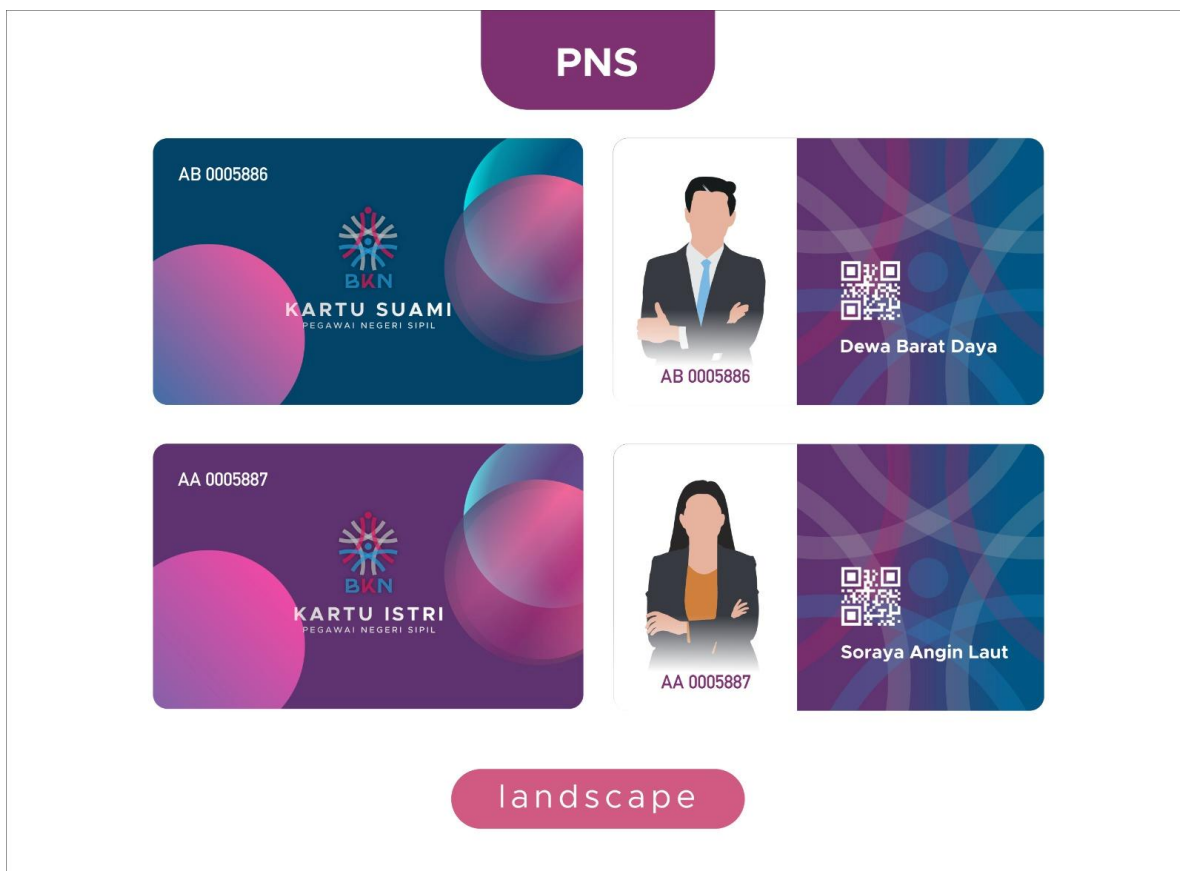 PNS
AB 0005886
BKN
KARTU SUAMI
PEGAWAI NEGERI SIPIL
AB 0005886
Dewa Barat Daya
AA 0005887
BKN
KARTU ISTRI
PEGAWAI NEGERI SIPIL
AA 0005887
Soraya Angin Laut
landscape